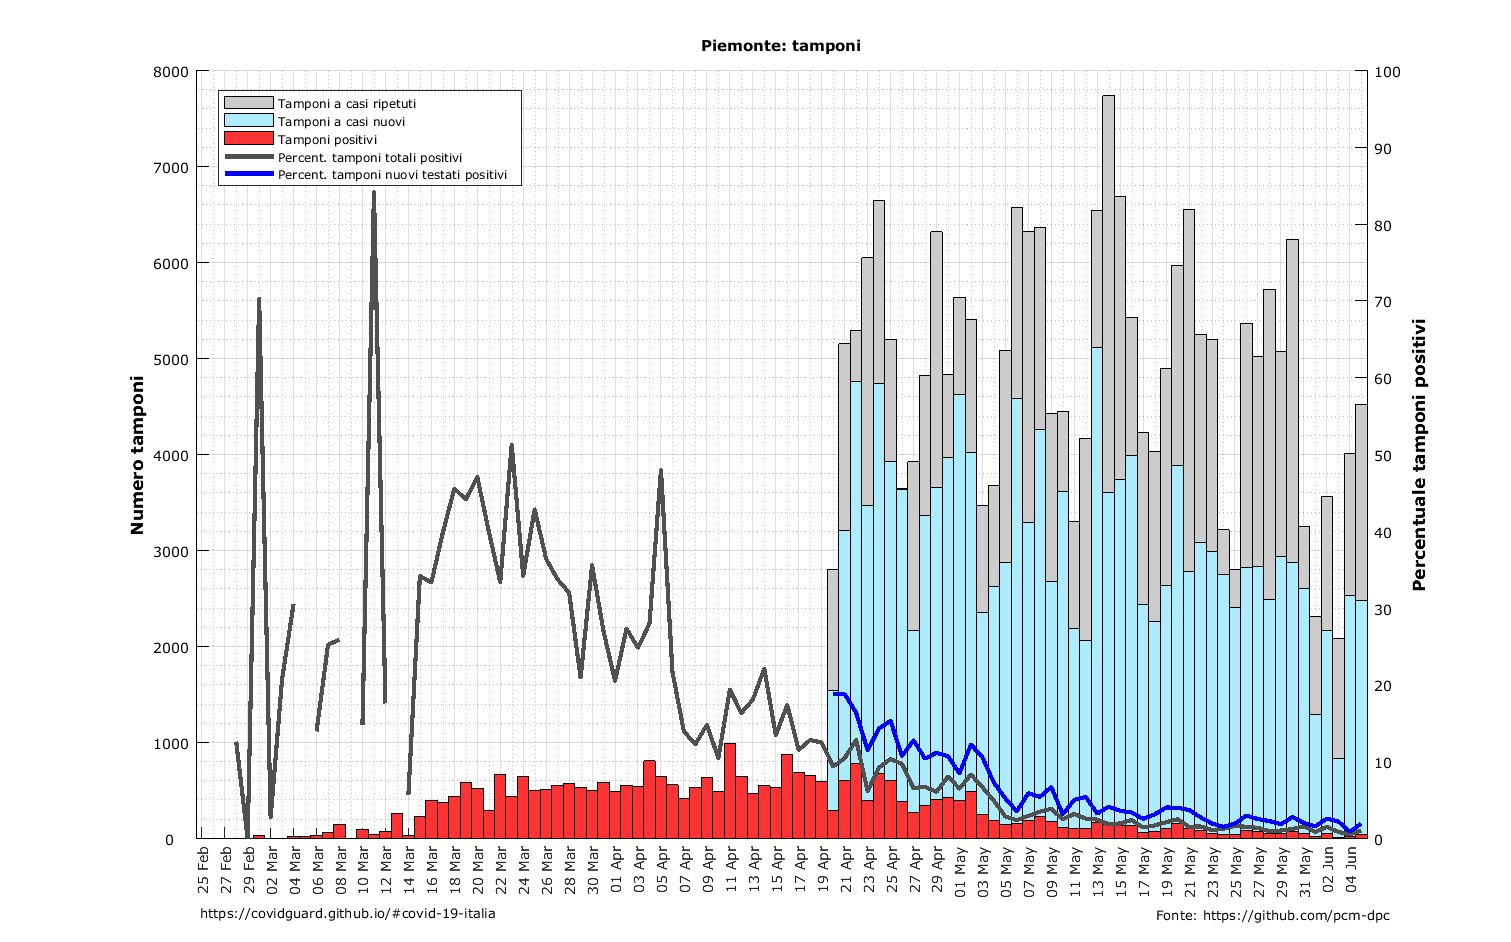 Piemonte: tamponi
Tamponi a casi ripetuti
Tamponi a casi nuovi
Tamponi positivi
Percent. tamponi totali positivi
Percent. tamponi nuovi testati positivi
Numero tamponi
8000
7000
6000
5000
4000
3000
2000
1000
0
100
90
80
70
60
50
40
30
20
10
0
Percentuale tamponi positivi
25 Feb
27 Feb
29 Feb
02 Mar
04 Mar
06 Mar
08 Mar
10 Mar
12 Mar
14 Mar
16 Mar
18 Mar
20 Mar
22 Mar
24 Mar
26 Mar
28 Mar
30 Mar
01 Apr
03 Apr
05 Apr
07 Apr
09 Apr
11 Apr
13 Apr
15 Apr
17 Apr
19 Apr
21 Apr
23 Apr
25 Apr
27 Apr
29 Apr
01 May
03 May
05 May
07 May
09 May
11 May
13 May
15 May
17 May
19 May
21 May
23 May
25 May
27 May
29 May
31 May
02 Jun
04 Jun
https://covidguard.github.io/#covid-19-italia
Fonte: https://github.com/pcm-dpc